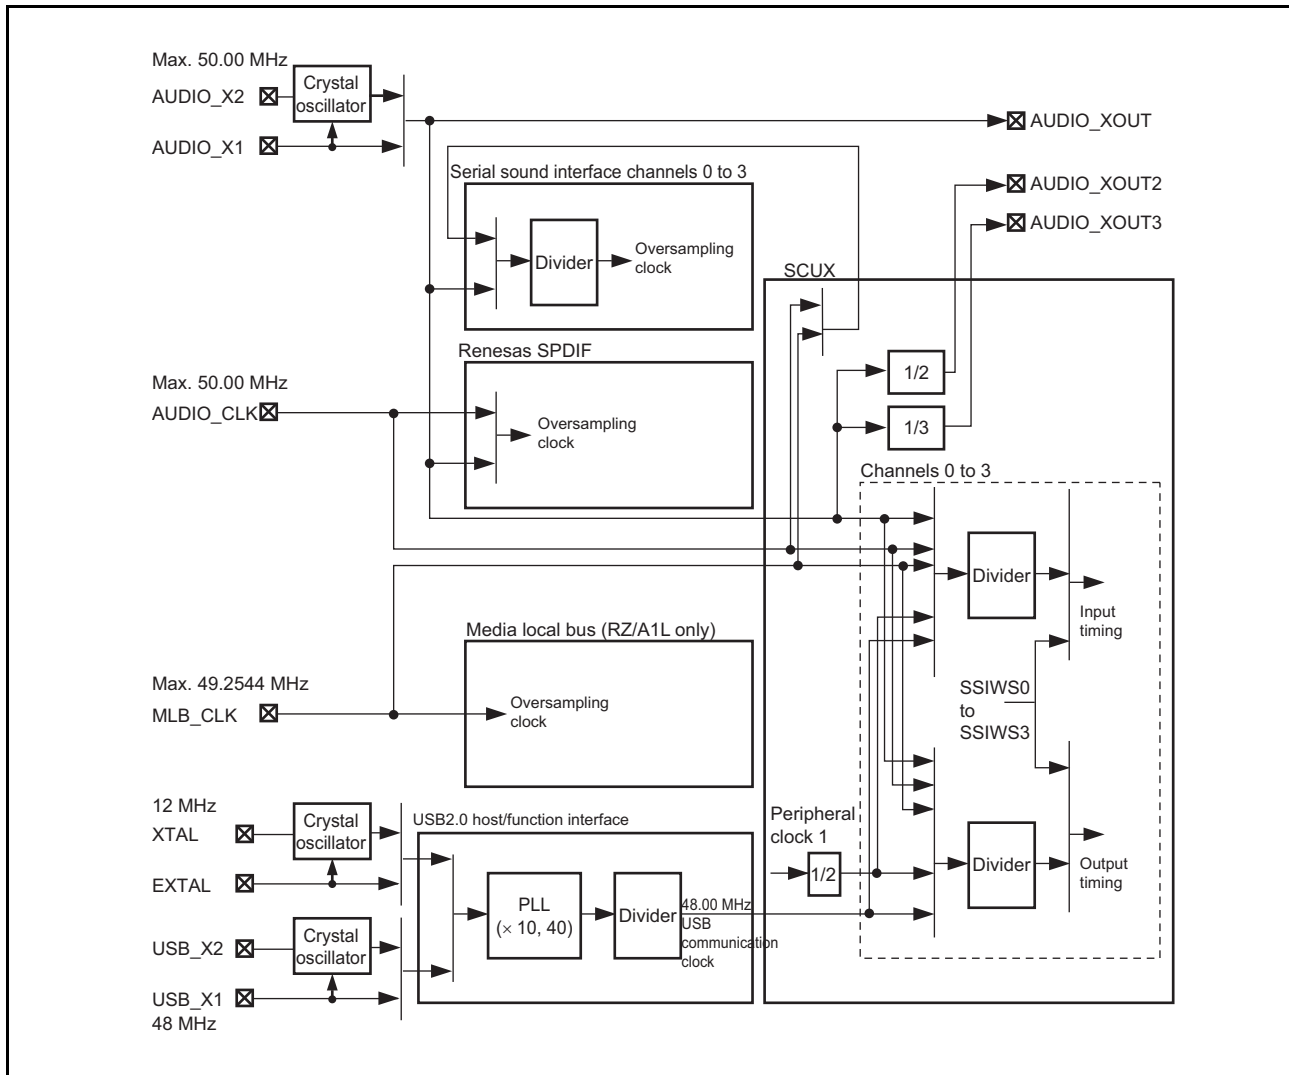 Max. 50.00 MHz
AUDIO_X2
Crystal
oscillator
AUDIO_X1
AUDIO_XOUT
AUDIO_XOUT2
AUDIO_XOUT3
Serial sound interface channels 0 to 3
Divider
Oversampling
clock
SCUX
Renesas SPDIF
Oversampling
clock
Max. 50.00 MHz
AUDIO_CLK
1/2
1/3
Channels 0 to 3
Divider
Input
timing
Media local bus (RZ/A1L only)
Oversampling
clock
Max. 49.2544 MHz
MLB_CLK
SSIWS0
to
SSIWS3
12 MHz
XTAL
Crystal
oscillator
EXTAL
USB2.0 host/function interface
PLL
(× 10, 40)
Divider
48.00 MHz
USB
communication
clock
Peripheral
clock 1
1/2
Divider
Output
timing
USB_X2
Crystal
oscillator
USB_X1
48 MHz